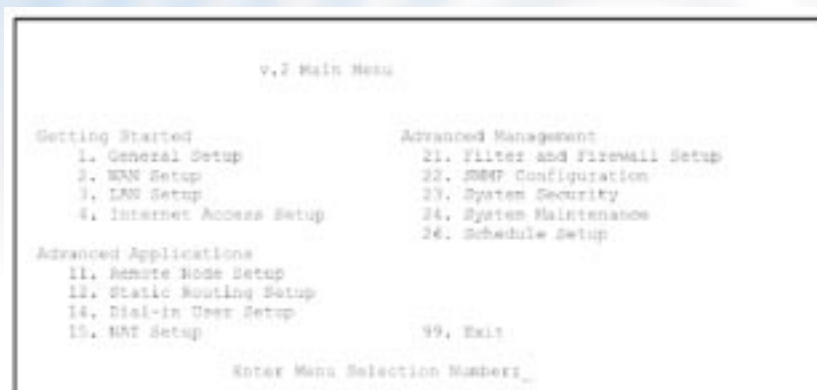 v.2 Main Menu
Getting Started
1. General Setup
2. WAN Setup
3. LAN Setup
4. Internet Access Setup
Advanced Applications
11. Remote Node Setup
12. Static Routing Setup
14. Dial-in User Setup
15. NAT Setup
Advanced Management
21. Filter and Firewall Setup
22. SNMP Configuration
23. System Security
24. System Maintenance
26. Schedule Setup
99. Exit
Enter Menu Selection Number:_